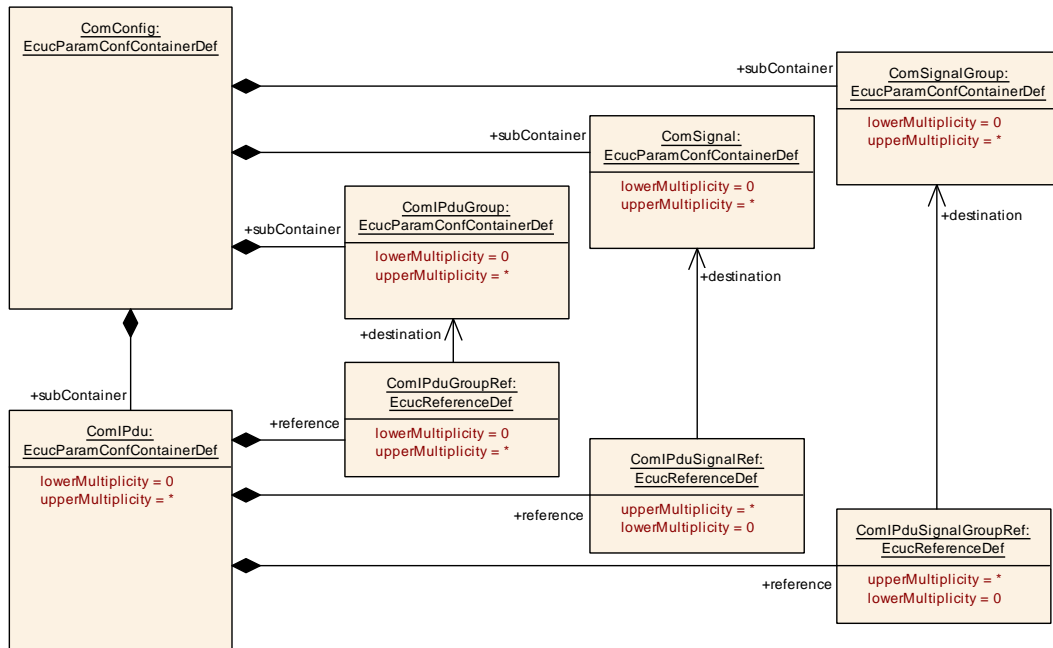 ComConfig:
EcucParamConfContainerDef
+subContainer
ComSignalGroup:
EcucParamConfContainerDef
lowerMultiplicity = 0
upperMultiplicity = *
+subContainer
ComSignal:
EcucParamConfContainerDef
lowerMultiplicity = 0
upperMultiplicity = *
+subContainer
ComIPduGroup:
EcucParamConfContainerDef
lowerMultiplicity = 0
upperMultiplicity = *
+destination
+destination
+destination
+subContainer
ComIPdu:
EcucParamConfContainerDef
lowerMultiplicity = 0
upperMultiplicity = *
+reference
ComIPduGroupRef:
EcucReferenceDef
lowerMultiplicity = 0
upperMultiplicity = *
+reference
ComIPduSignalRef:
EcucReferenceDef
upperMultiplicity = *
lowerMultiplicity = 0
+reference
ComIPduSignalGroupRef:
EcucReferenceDef
upperMultiplicity = *
lowerMultiplicity = 0